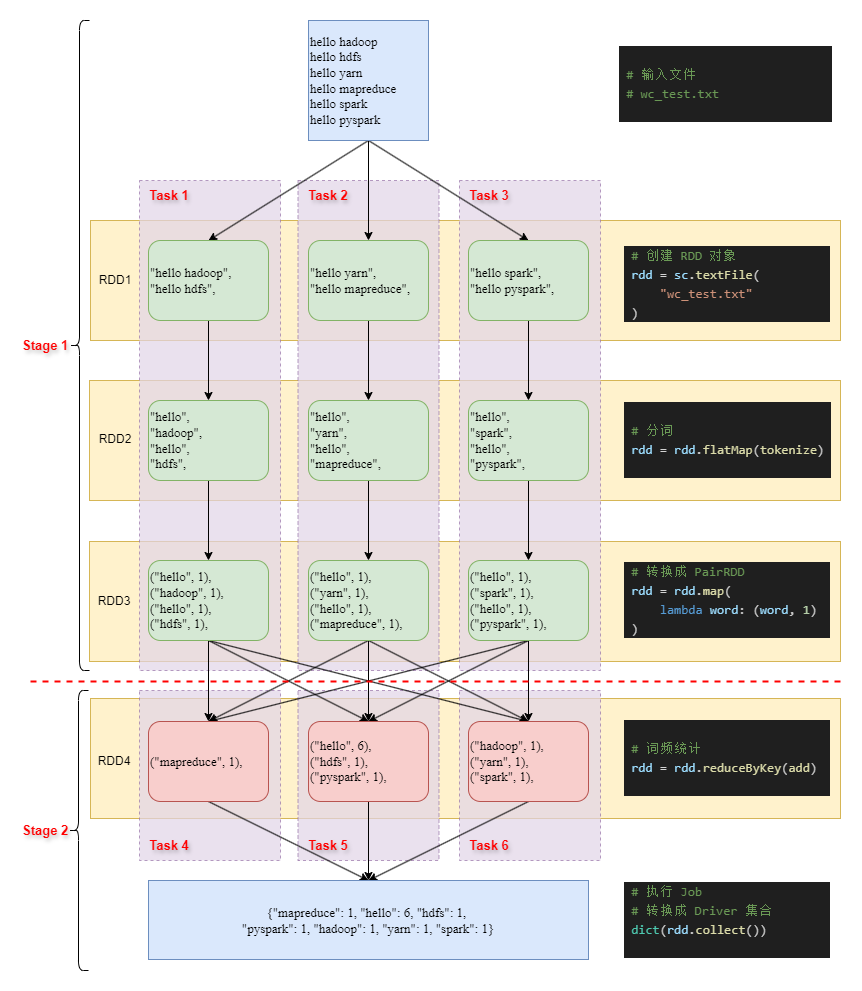 hello hadoop
hello hdfs
hello yarn
hello mapreduce
hello spark
hello pyspark
# 输入文件
# wc_test.txt
Stage 1
Task 1
Task 2
Task 3
RDD1
"hello hadoop",
"hello hdfs",
"hello yarn",
"hello mapreduce",
"hello spark",
"hello pyspark",
# 创建 RDD 对象
rdd = sc.textFile(
    "wc_test.txt"
)
RDD2
"hello",
"hadoop",
"hello",
"hdfs",
"hello",
"yarn",
"hello",
"mapreduce",
"hello",
"spark",
"hello",
"pyspark",
# 分词
rdd = rdd.flatMap(tokenize)
RDD3
("hello", 1),
("hadoop", 1),
("hello", 1),
("hdfs", 1),
("hello", 1),
("yarn", 1),
("hello", 1),
("mapreduce", 1),
("hello", 1),
("spark", 1),
("hello", 1),
("pyspark", 1),
# 转换成 PairRDD
rdd = rdd.map(
    lambda word: (word, 1)
)
Stage 2
RDD4
("mapreduce", 1),
("hello", 6),
("hdfs", 1),
("pyspark", 1),
("hadoop", 1),
("yarn", 1),
("spark", 1),
# 词频统计
rdd = rdd.reduceByKey(add)
Task 4
Task 5
Task 6
{"mapreduce": 1, "hello": 6, "hdfs": 1,
"pyspark": 1, "hadoop": 1, "yarn": 1, "spark": 1}
# 执行 Job
# 转换成 Driver 集合
dict(rdd.collect())